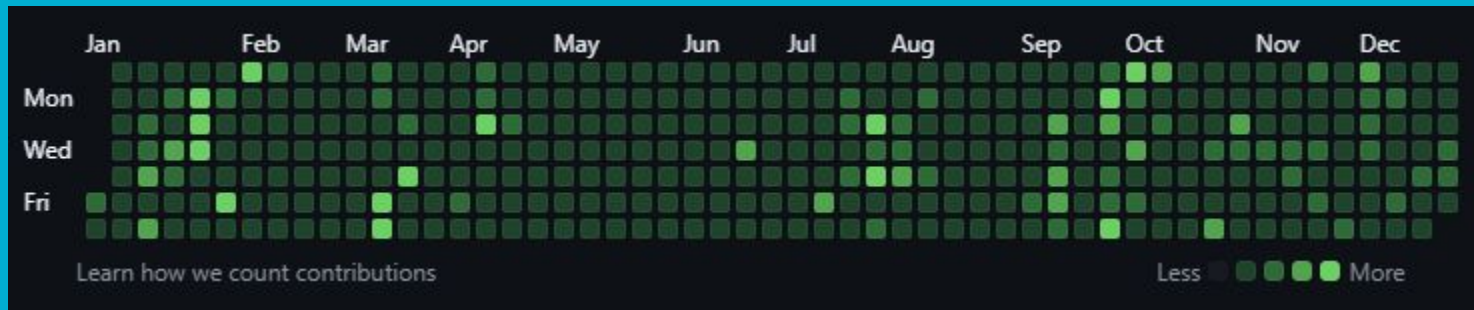 Jan Feb Mar Apr May Jun Jul Aug Sep Oct Nov Dec
Mon
Wed
Fri
Learn how we count contributions Less More